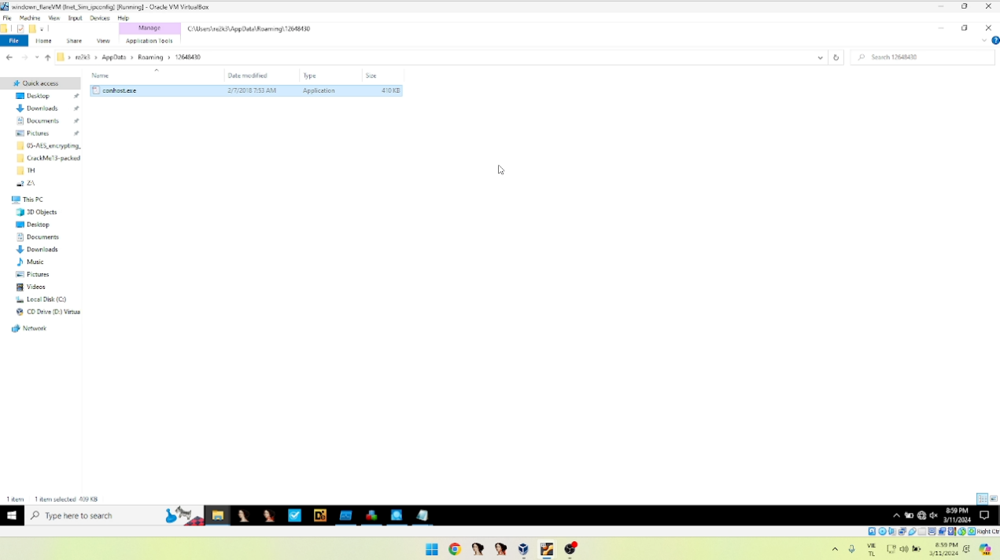 windown_flareVM (Inet_Sim_ipconfig) [Running] - Oracle VM VirtualBox
File Machine View Input Devices Help
Manage C:\Users\re2k3\AppData\Roaming\12648430
File Home Share View Application Tools
re2k3 › AppData › Roaming › 12648430
Search 12648430
Name Date modified Type Size
conhost.exe 2/7/2018 7:53 AM Application 410 KB
Quick access
Desktop
Downloads
Documents
Pictures
05-AES_encrypting_
CrackMe13-packed
TH
Z:\
This PC
3D Objects
Desktop
Documents
Downloads
Music
Pictures
Videos
Local Disk (C:)
CD Drive (D:) Virtua
Network
1 item 1 item selected 409 KB
Type here to search
8:59 PM
3/11/2024
Right Ctr
VIE
TL
8:59 PM
3/11/2024